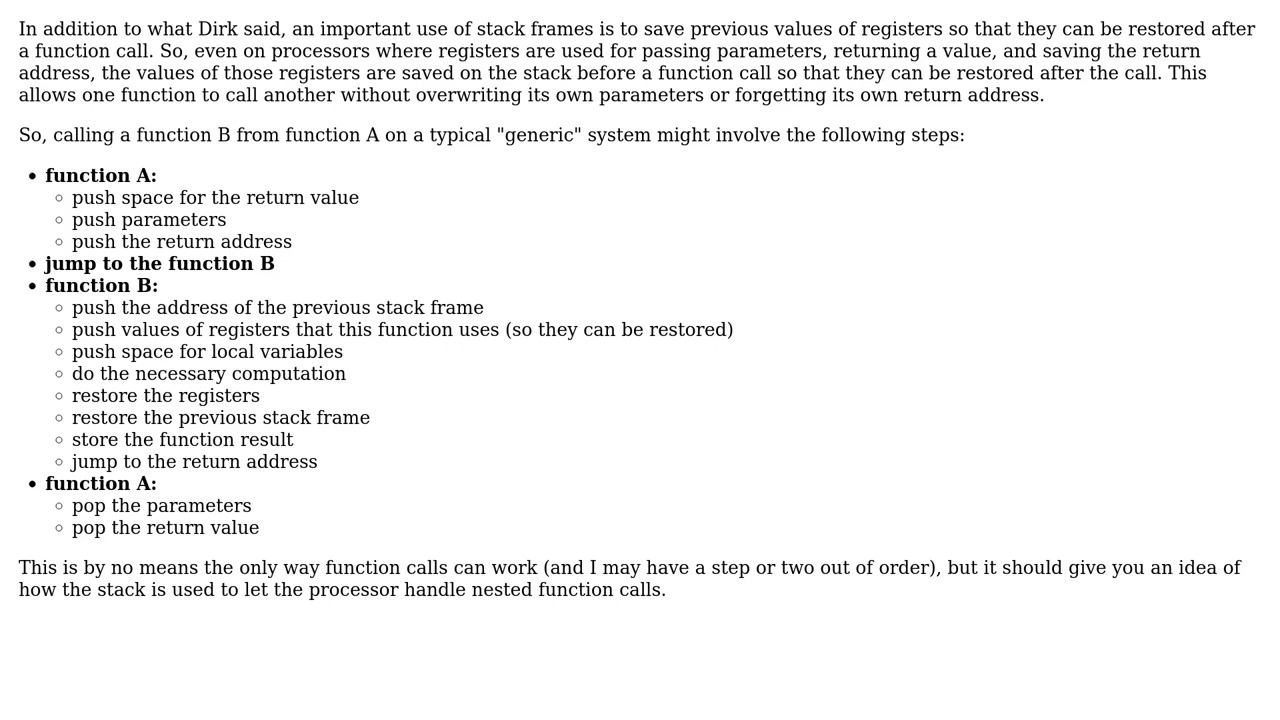 In addition to what Dirk said, an important use of stack frames is to save previous values of registers so that they can be restored after
a function call. So, even on processors where registers are used for passing parameters, returning a value, and saving the return
address, the values of those registers are saved on the stack before a function call so that they can be restored after the call. This
allows one function to call another without overwriting its own parameters or forgetting its own return address.
So, calling a function B from function A on a typical "generic" system might involve the following steps:
• function A:
◦ push space for the return value
◦ push parameters
◦ push the return address
• jump to the function B
• function B:
◦ push the address of the previous stack frame
◦ push values of registers that this function uses (so they can be restored)
◦ push space for local variables
◦ do the necessary computation
◦ restore the registers
◦ restore the previous stack frame
◦ store the function result
◦ jump to the return address
• function A:
◦ pop the parameters
◦ pop the return value
This is by no means the only way function calls can work (and I may have a step or two out of order), but it should give you an idea of
how the stack is used to let the processor handle nested function calls.